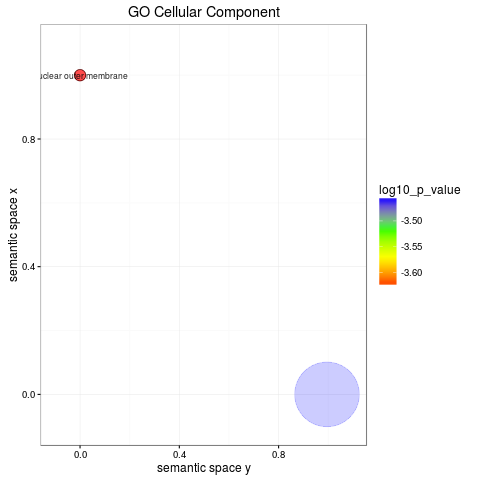 GO Cellular Component
uclear outer membrane
0.8
0.4
0.0
0.0 0.4 0.8
semantic space y
semantic space x
log10_p_value
-3.50
-3.55
-3.60